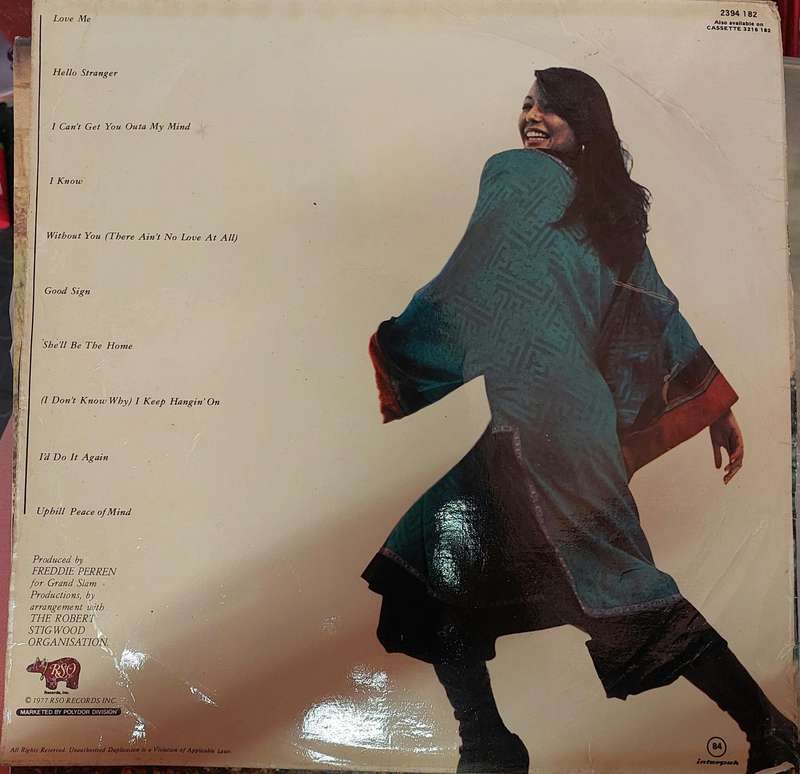 Love Me
2394 182
Also available on
CASSETTE 3216 182
Hello Stranger
I Can't Get You Outa My Mind
I Know
Without You (There Ain't No Love At All)
Good Sign
She'll Be The Home
(I Don't Know Why) I Keep Hangin' On
I'd Do It Again
Uphill Peace of Mind
Produced by
FREDDIE PERREN
for Grand Slam
Productions, by
arrangement with
THE ROBERT
STIGWOOD
ORGANISATION.
RSO
Records, Inc.
© 1977 RSO RECORDS INC.
MARKETED BY POLYDOR DIVISION
All Rights Reserved. Unauthorised Duplication is a Violation of Applicable Laws.
84
interpak